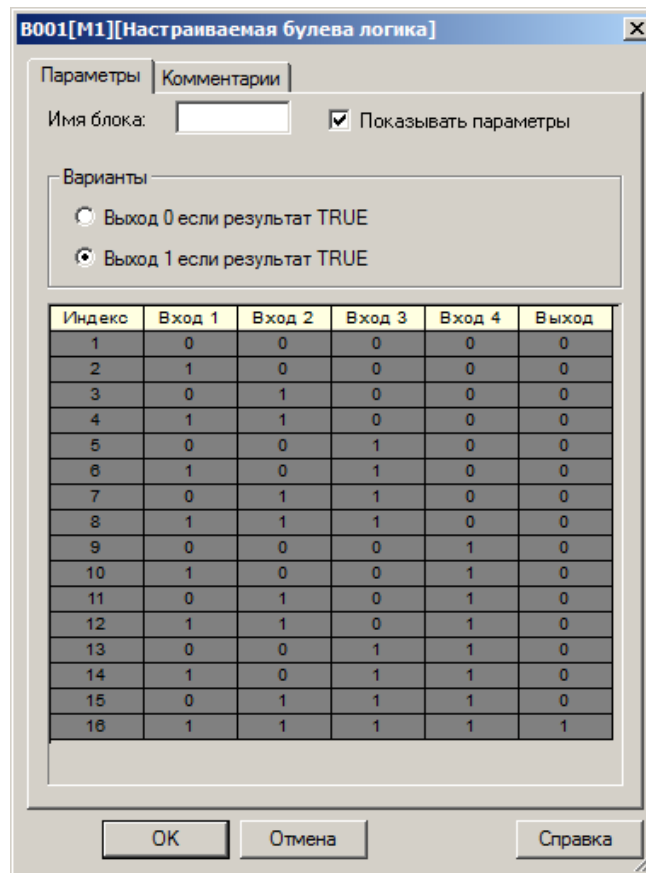 B001[M1][Настраиваемая булева логика]
Параметры Комментарии
Имя блока: Показывать параметры
Варианты
Выход 0 если результат TRUE
Выход 1 если результат TRUE
Индекс Вход 1 Вход 2 Вход 3 Вход 4 Выход
1 0 0 0 0 0
2 1 0 0 0 0
3 0 1 0 0 0
4 1 1 0 0 0
5 0 0 1 0 0
6 1 0 1 0 0
7 0 1 1 0 0
8 1 1 1 0 0
9 0 0 0 1 0
10 1 0 0 1 0
11 0 1 0 1 0
12 1 1 0 1 0
13 0 0 1 1 0
14 1 0 1 1 0
15 0 1 1 1 0
16 1 1 1 1 1
OK Отмена Справка